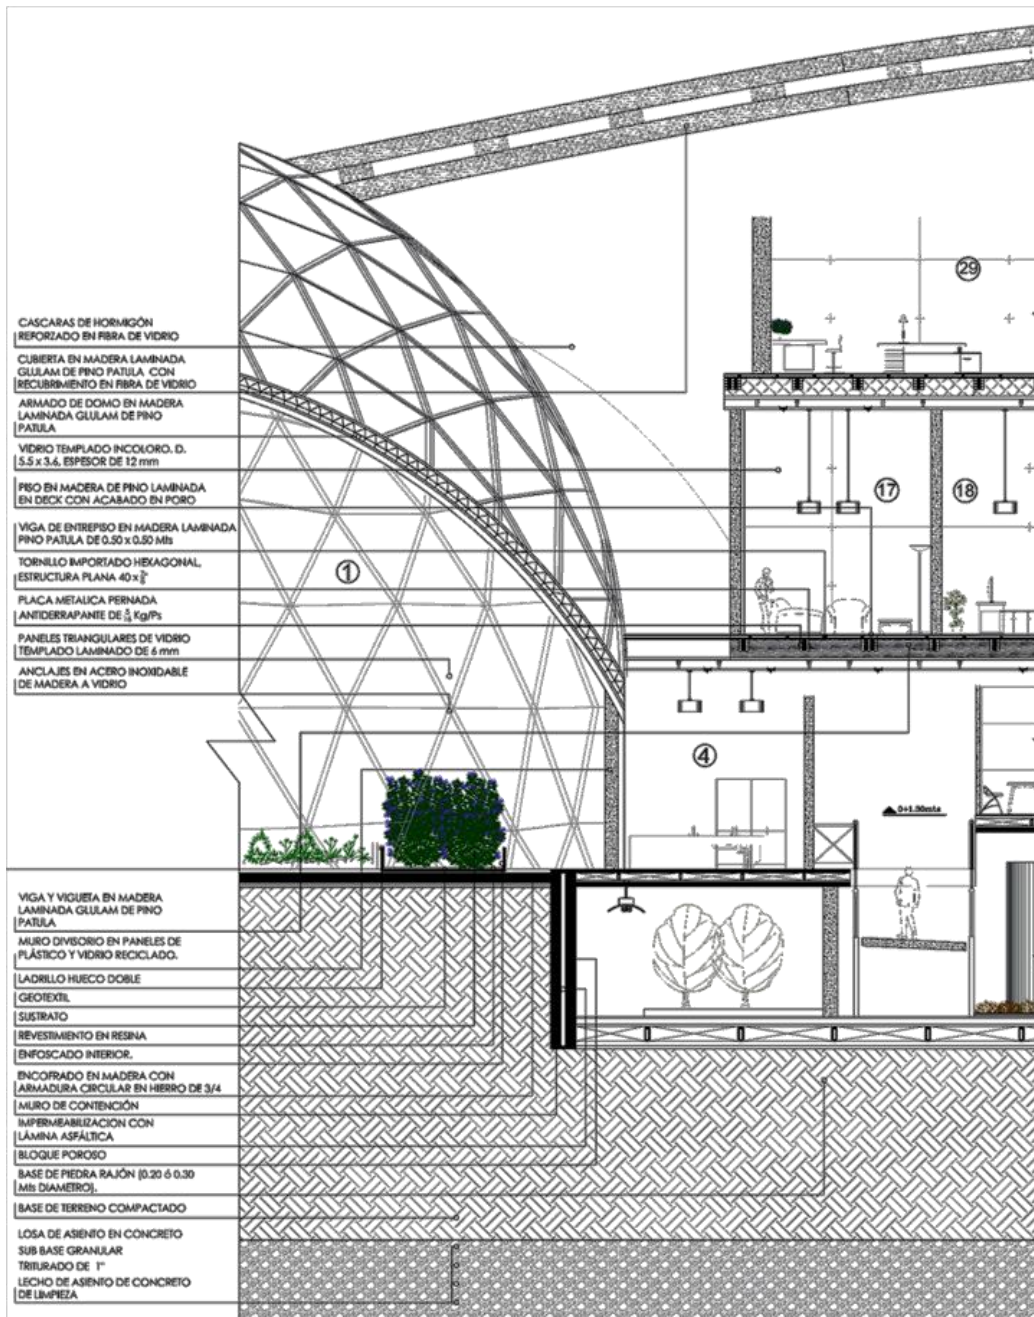 29
CASCARAS DE HORMIGÓN
REFORZADO EN FIBRA DE VIDRIO
CUBIERTA EN MADERA LAMINADA
GLULAM DE PINO PATULA CON
RECUBRIMIENTO EN FIBRA DE VIDRIO
ARMADO DE DOMO EN MADERA
LAMINADA GLULAM DE PINO
PATULA
VIDRIO TEMPLADO INCOLORO. D.
5.5 x 3.6, ESPESOR DE 12 mm
PISO EN MADERA DE PINO LAMINADA
EN DECK CON ACABADO EN PORO
17
18
VIGA DE ENTREPISO EN MADERA LAMINADA
PINO PATULA DE 0.50 x 0.50 Mts
TORNILLO IMPORTADO HEXAGONAL,
ESTRUCTURA PLANA 40 x
1
PLACA METALICA PERNADA
ANTIDERRAPANTE DE Kg/Ps
PANELES TRIANGULARES DE VIDRIO
TEMPLADO LAMINADO DE 6 mm
ANCLAJES EN ACERO INOXIDABLE
DE MADERA A VIDRIO
4
0+1.50mts
VIGA Y VIGUETA EN MADERA
LAMINADA GLULAM DE PINO
PATULA
MURO DIVISORIO EN PANELES DE
PLÁSTICO Y VIDRIO RECICLADO.
LADRILLO HUECO DOBLE
GEOTEXTIL
SUSTRATO
REVESTIMIENTO EN RESINA
ENFOSCADO INTERIOR.
ENCOFRADO EN MADERA CON
ARMADURA CIRCULAR EN HIERRO DE 3/4
MURO DE CONTENCIÓN
IMPERMEABILIZACION CON
LÁMINA ASFÁLTICA
BLOQUE POROSO
BASE DE PIEDRA RAJÓN (0.20 ó 0.30
Mts DIAMETRO).
BASE DE TERRENO COMPACTADO
LOSA DE ASIENTO EN CONCRETO
SUB BASE GRANULAR
TRITURADO DE 1"
LECHO DE ASIENTO DE CONCRETO
DE LIMPIEZA